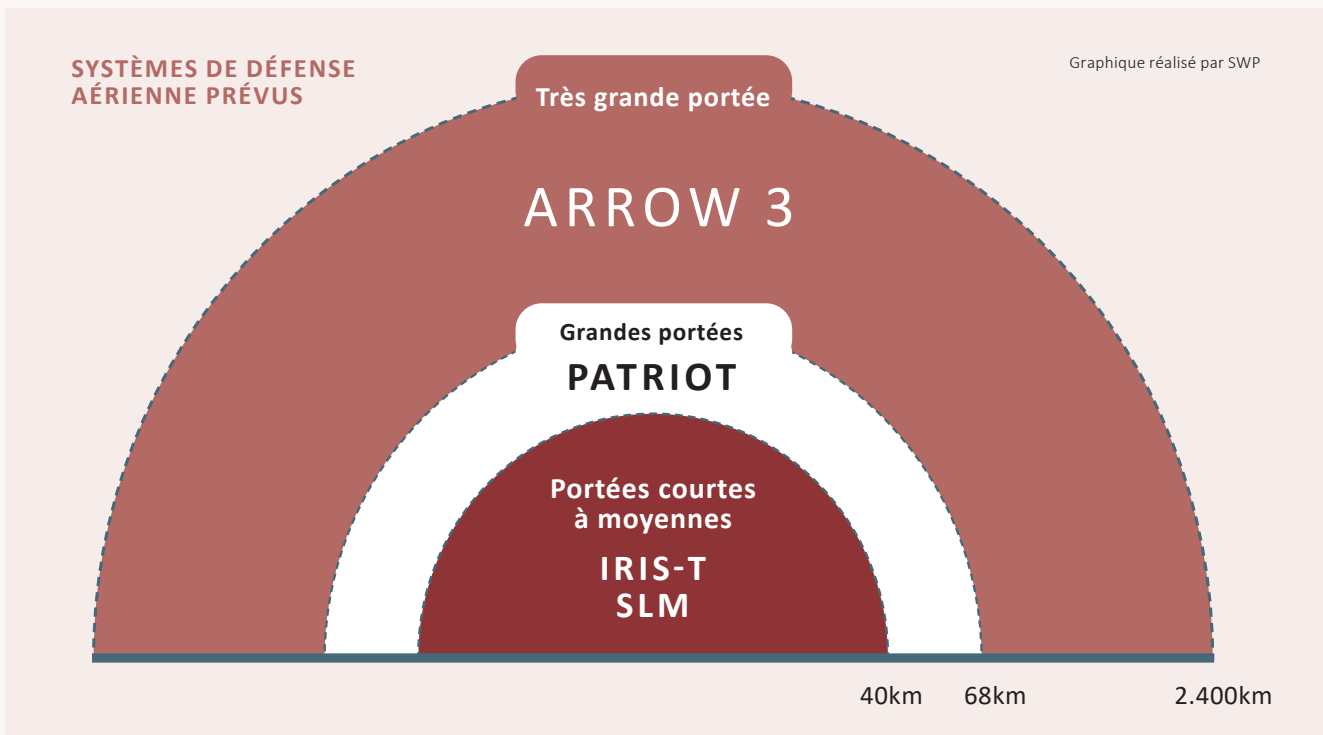 SYSTÈMES DE DÉFENSE
AÉRIENNE PRÉVUS
Graphique réalisé par SWP
Très grande portée
ARROW 3
Grandes portées
PATRIOT
Portées courtes
à moyennes
IRIS-T
SLM
40km
68km
2.400km